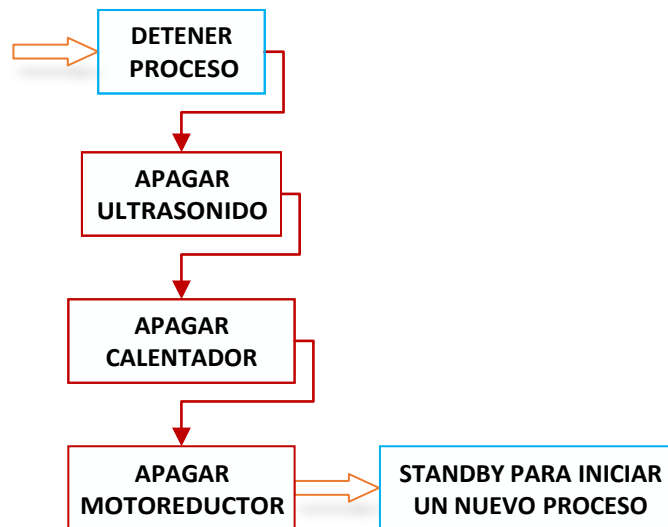 DETENER
PROCESO
APAGAR
ULTRASONIDO
APAGAR
CALENTADOR
APAGAR
MOTOREDUCTOR
STANDBY PARA INICIAR
UN NUEVO PROCESO